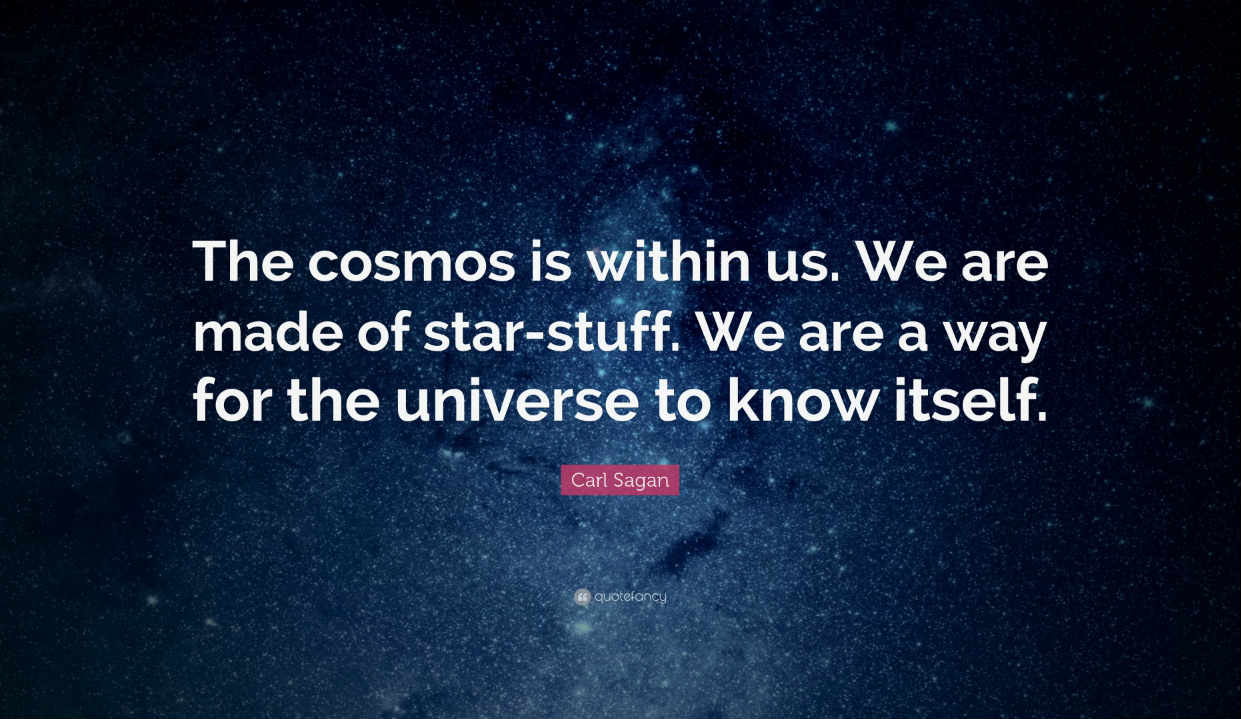 The cosmos is within us. We are
made of star-stuff. We are a way
for the universe to know itself.
Carl Sagan
quotefancy